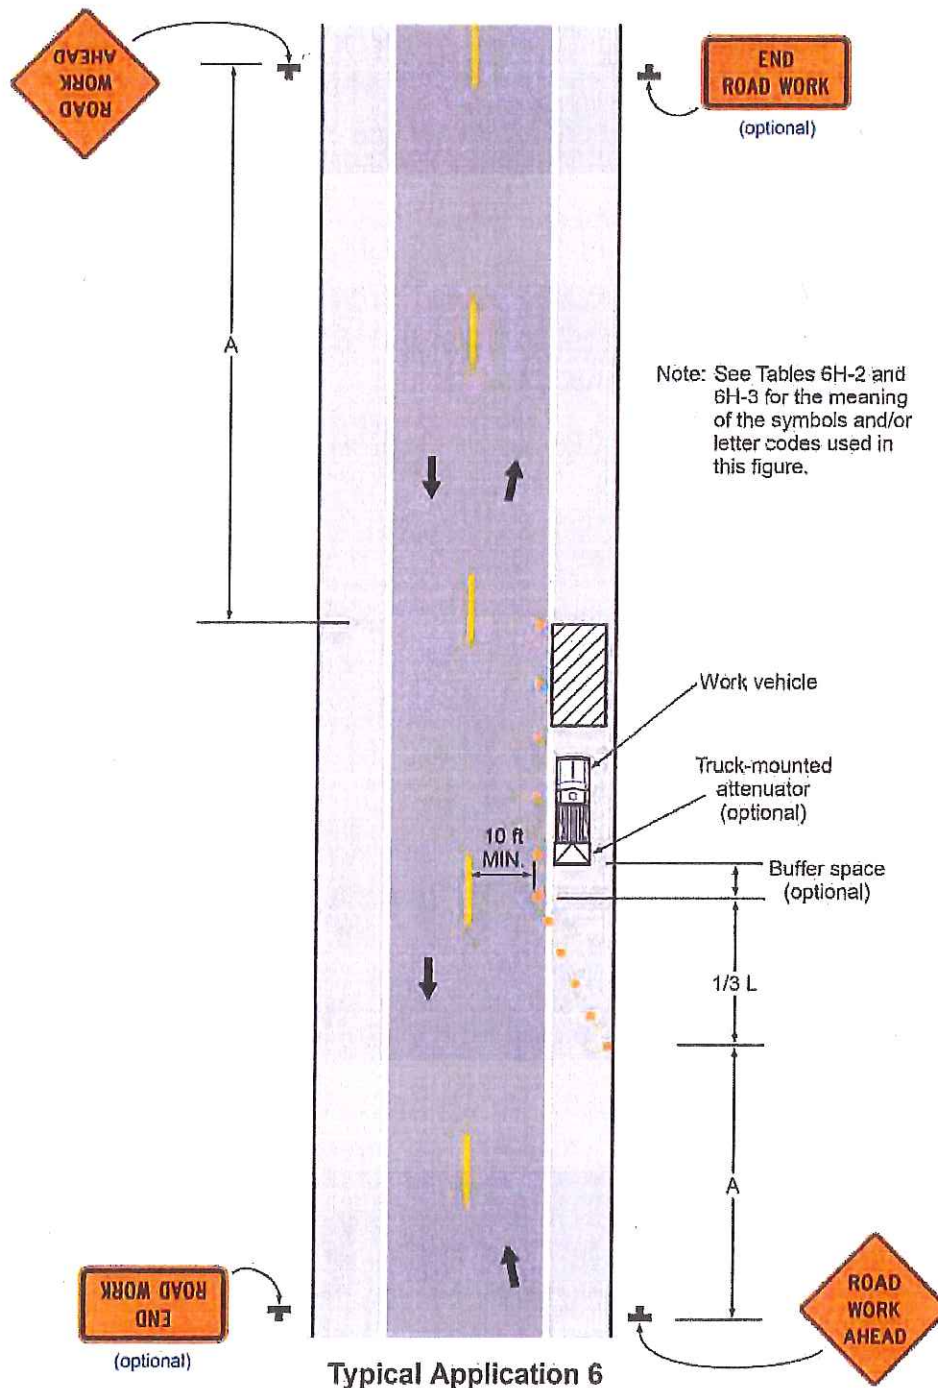 ROAD
WORK
AHEAD
END
ROAD WORK
(optional)
A
Note: See Tables 6H-2 and
6H-3 for the meaning
of the symbols and/or
letter codes used in
this figure.
Work vehicle
Truck-mounted
attenuator
(optional)
10 ft
MIN.
Buffer space
(optional)
1/3 L
A
END
ROAD WORK
(optional)
ROAD
WORK
AHEAD
Typical Application 6